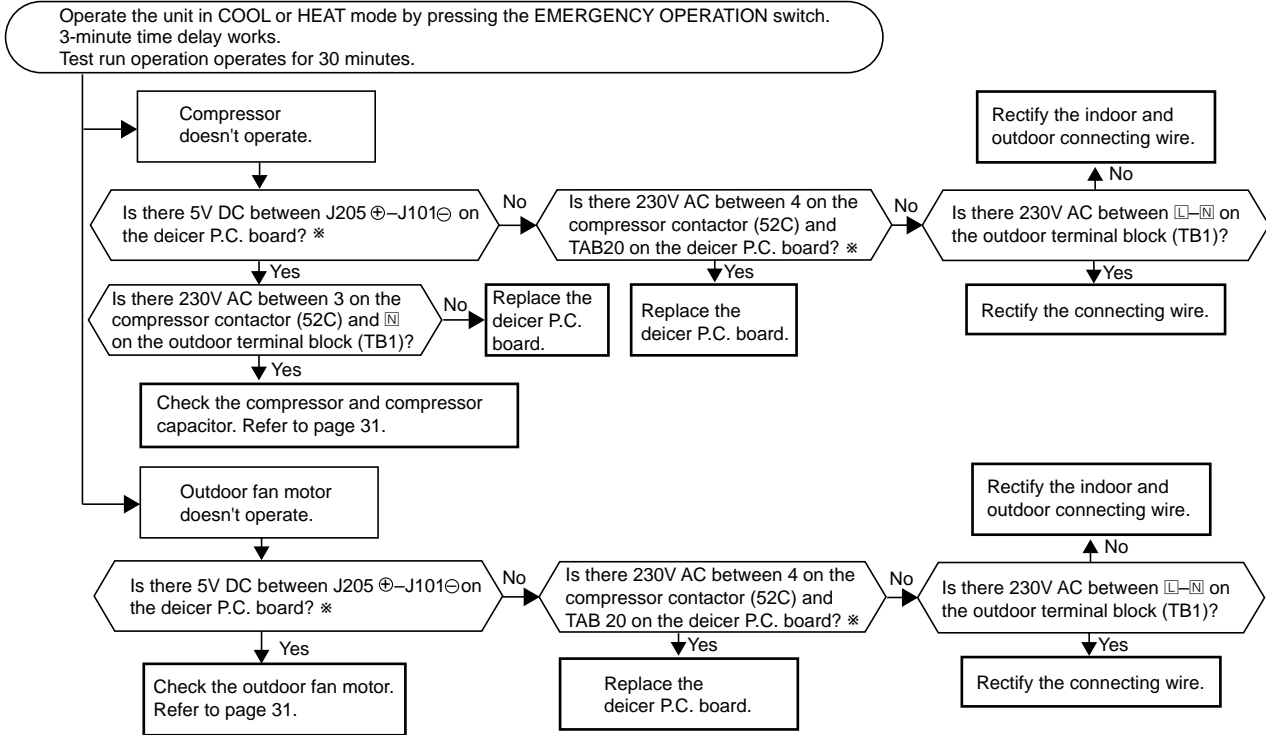 Operate the unit in COOL or HEAT mode by pressing the EMERGENCY OPERATION switch.
3-minute time delay works.
Test run operation operates for 30 minutes.
Compressor
doesn't operate.
Rectify the indoor and
outdoor connecting wire.
No
Is there 5V DC between J205 ⊕–J101⊖ on
the deicer P.C. board? ※
No
Is there 230V AC between 4 on the
compressor contactor (52C) and
TAB20 on the deicer P.C. board? ※
No
Is there 230V AC between 🄻–🄽 on
the outdoor terminal block (TB1)?
Yes
Yes
Yes
Is there 230V AC between 3 on the
compressor contactor (52C) and 🄽
on the outdoor terminal block (TB1)?
No
Replace the
deicer P.C.
board.
Replace the
deicer P.C. board.
Rectify the connecting wire.
Yes
Check the compressor and compressor
capacitor. Refer to page 31.
Outdoor fan motor
doesn't operate.
Rectify the indoor and
outdoor connecting wire.
No
Is there 5V DC between J205 ⊕–J101⊖on
the deicer P.C. board? ※
No
Is there 230V AC between 4 on the
compressor contactor (52C) and
TAB 20 on the deicer P.C. board? ※
No
Is there 230V AC between 🄻–🄽 on
the outdoor terminal block (TB1)?
Yes
Yes
Yes
Check the outdoor fan motor.
Refer to page 31.
Replace the
deicer P.C. board.
Rectify the connecting wire.